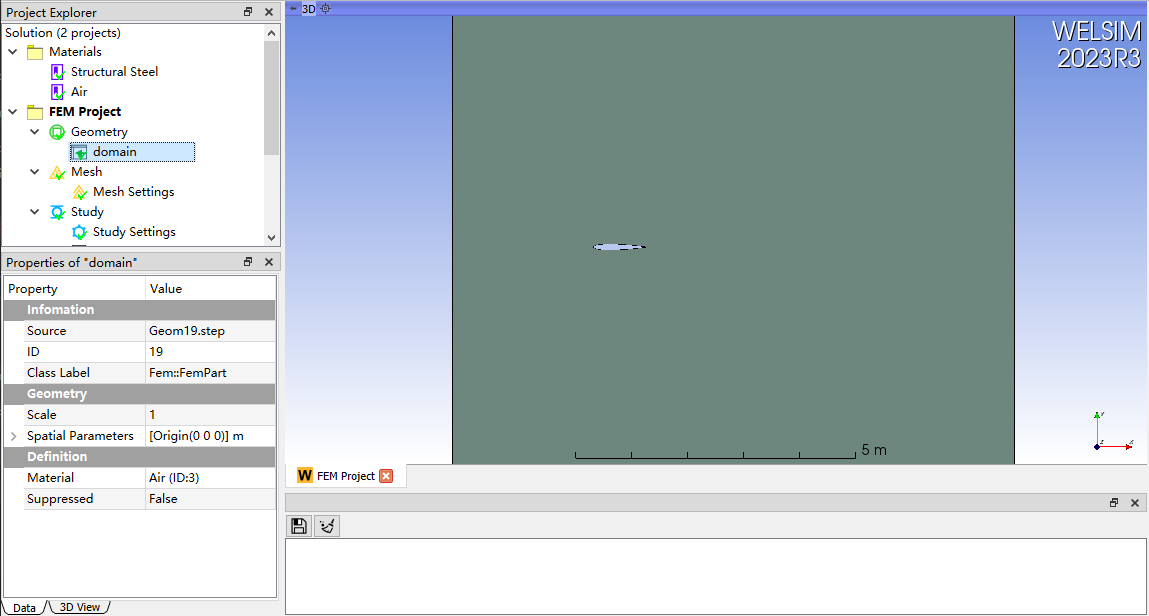 Project Explorer
Solution (2 projects)
Materials
Structural Steel
Air
FEM Project
Geometry
domain
Mesh
Mesh Settings
Study
Study Settings
Properties of "domain"
Property Value
Infomation
Source Geom19.step
ID 19
Class Label Fem::FemPart
Geometry
Scale 1
Spatial Parameters [Origin(0 0 0)] m
Definition
Material Air (ID:3)
Suppressed False
Data 3D View
3D
WELSIM
2023R3
5 m
Y
Z X
W FEM Project